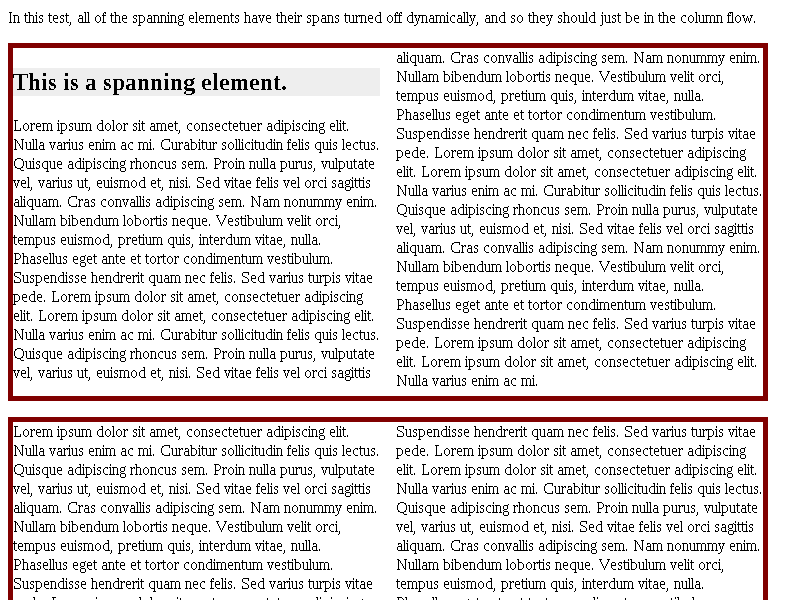 In this test, all of the spanning elements have their spans turned off dynamically, and so they should just be in the column flow.
This is a spanning element.
Lorem ipsum dolor sit amet, consectetuer adipiscing elit.
Nulla varius enim ac mi. Curabitur sollicitudin felis quis lectus.
Quisque adipiscing rhoncus sem. Proin nulla purus, vulputate
vel, varius ut, euismod et, nisi. Sed vitae felis vel orci sagittis
aliquam. Cras convallis adipiscing sem. Nam nonummy enim.
Nullam bibendum lobortis neque. Vestibulum velit orci,
tempus euismod, pretium quis, interdum vitae, nulla.
Phasellus eget ante et tortor condimentum vestibulum.
Suspendisse hendrerit quam nec felis. Sed varius turpis vitae
pede. Lorem ipsum dolor sit amet, consectetuer adipiscing
elit. Lorem ipsum dolor sit amet, consectetuer adipiscing elit.
Nulla varius enim ac mi. Curabitur sollicitudin felis quis lectus.
Quisque adipiscing rhoncus sem. Proin nulla purus, vulputate
vel, varius ut, euismod et, nisi. Sed vitae felis vel orci sagittis
aliquam. Cras convallis adipiscing sem. Nam nonummy enim.
Nullam bibendum lobortis neque. Vestibulum velit orci,
tempus euismod, pretium quis, interdum vitae, nulla.
Phasellus eget ante et tortor condimentum vestibulum.
Suspendisse hendrerit quam nec felis. Sed varius turpis vitae
pede. Lorem ipsum dolor sit amet, consectetuer adipiscing
elit. Lorem ipsum dolor sit amet, consectetuer adipiscing elit.
Nulla varius enim ac mi. Curabitur sollicitudin felis quis lectus.
Quisque adipiscing rhoncus sem. Proin nulla purus, vulputate
vel, varius ut, euismod et, nisi. Sed vitae felis vel orci sagittis
aliquam. Cras convallis adipiscing sem. Nam nonummy enim.
Nullam bibendum lobortis neque. Vestibulum velit orci,
tempus euismod, pretium quis, interdum vitae, nulla.
Phasellus eget ante et tortor condimentum vestibulum.
Suspendisse hendrerit quam nec felis. Sed varius turpis vitae
pede. Lorem ipsum dolor sit amet, consectetuer adipiscing
elit. Lorem ipsum dolor sit amet, consectetuer adipiscing elit.
Nulla varius enim ac mi.
Lorem ipsum dolor sit amet, consectetuer adipiscing elit.
Nulla varius enim ac mi. Curabitur sollicitudin felis quis lectus.
Quisque adipiscing rhoncus sem. Proin nulla purus, vulputate
vel, varius ut, euismod et, nisi. Sed vitae felis vel orci sagittis
aliquam. Cras convallis adipiscing sem. Nam nonummy enim.
Nullam bibendum lobortis neque. Vestibulum velit orci,
tempus euismod, pretium quis, interdum vitae, nulla.
Phasellus eget ante et tortor condimentum vestibulum.
Suspendisse hendrerit quam nec felis. Sed varius turpis vitae
Suspendisse hendrerit quam nec felis. Sed varius turpis vitae
pede. Lorem ipsum dolor sit amet, consectetuer adipiscing
elit. Lorem ipsum dolor sit amet, consectetuer adipiscing elit.
Nulla varius enim ac mi. Curabitur sollicitudin felis quis lectus.
Quisque adipiscing rhoncus sem. Proin nulla purus, vulputate
vel, varius ut, euismod et, nisi. Sed vitae felis vel orci sagittis
aliquam. Cras convallis adipiscing sem. Nam nonummy enim.
Nullam bibendum lobortis neque. Vestibulum velit orci,
tempus euismod, pretium quis, interdum vitae, nulla.